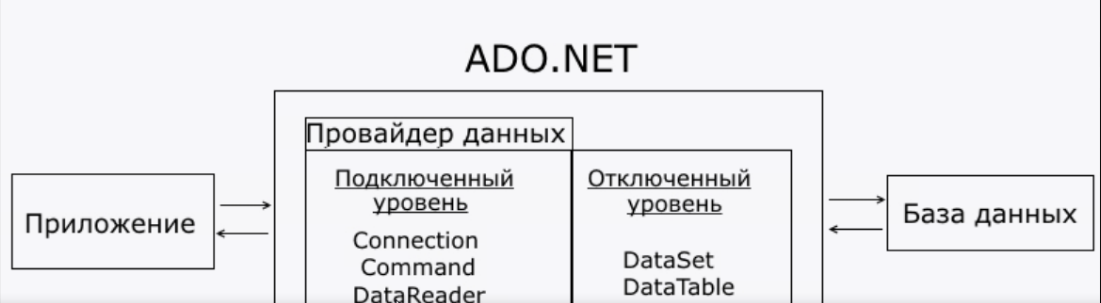 ADO.NET
Провайдер данных
Подключенный
уровень
Connection
Command
DataReader
Отключенный
уровень
DataSet
DataTable
Приложение
База данных